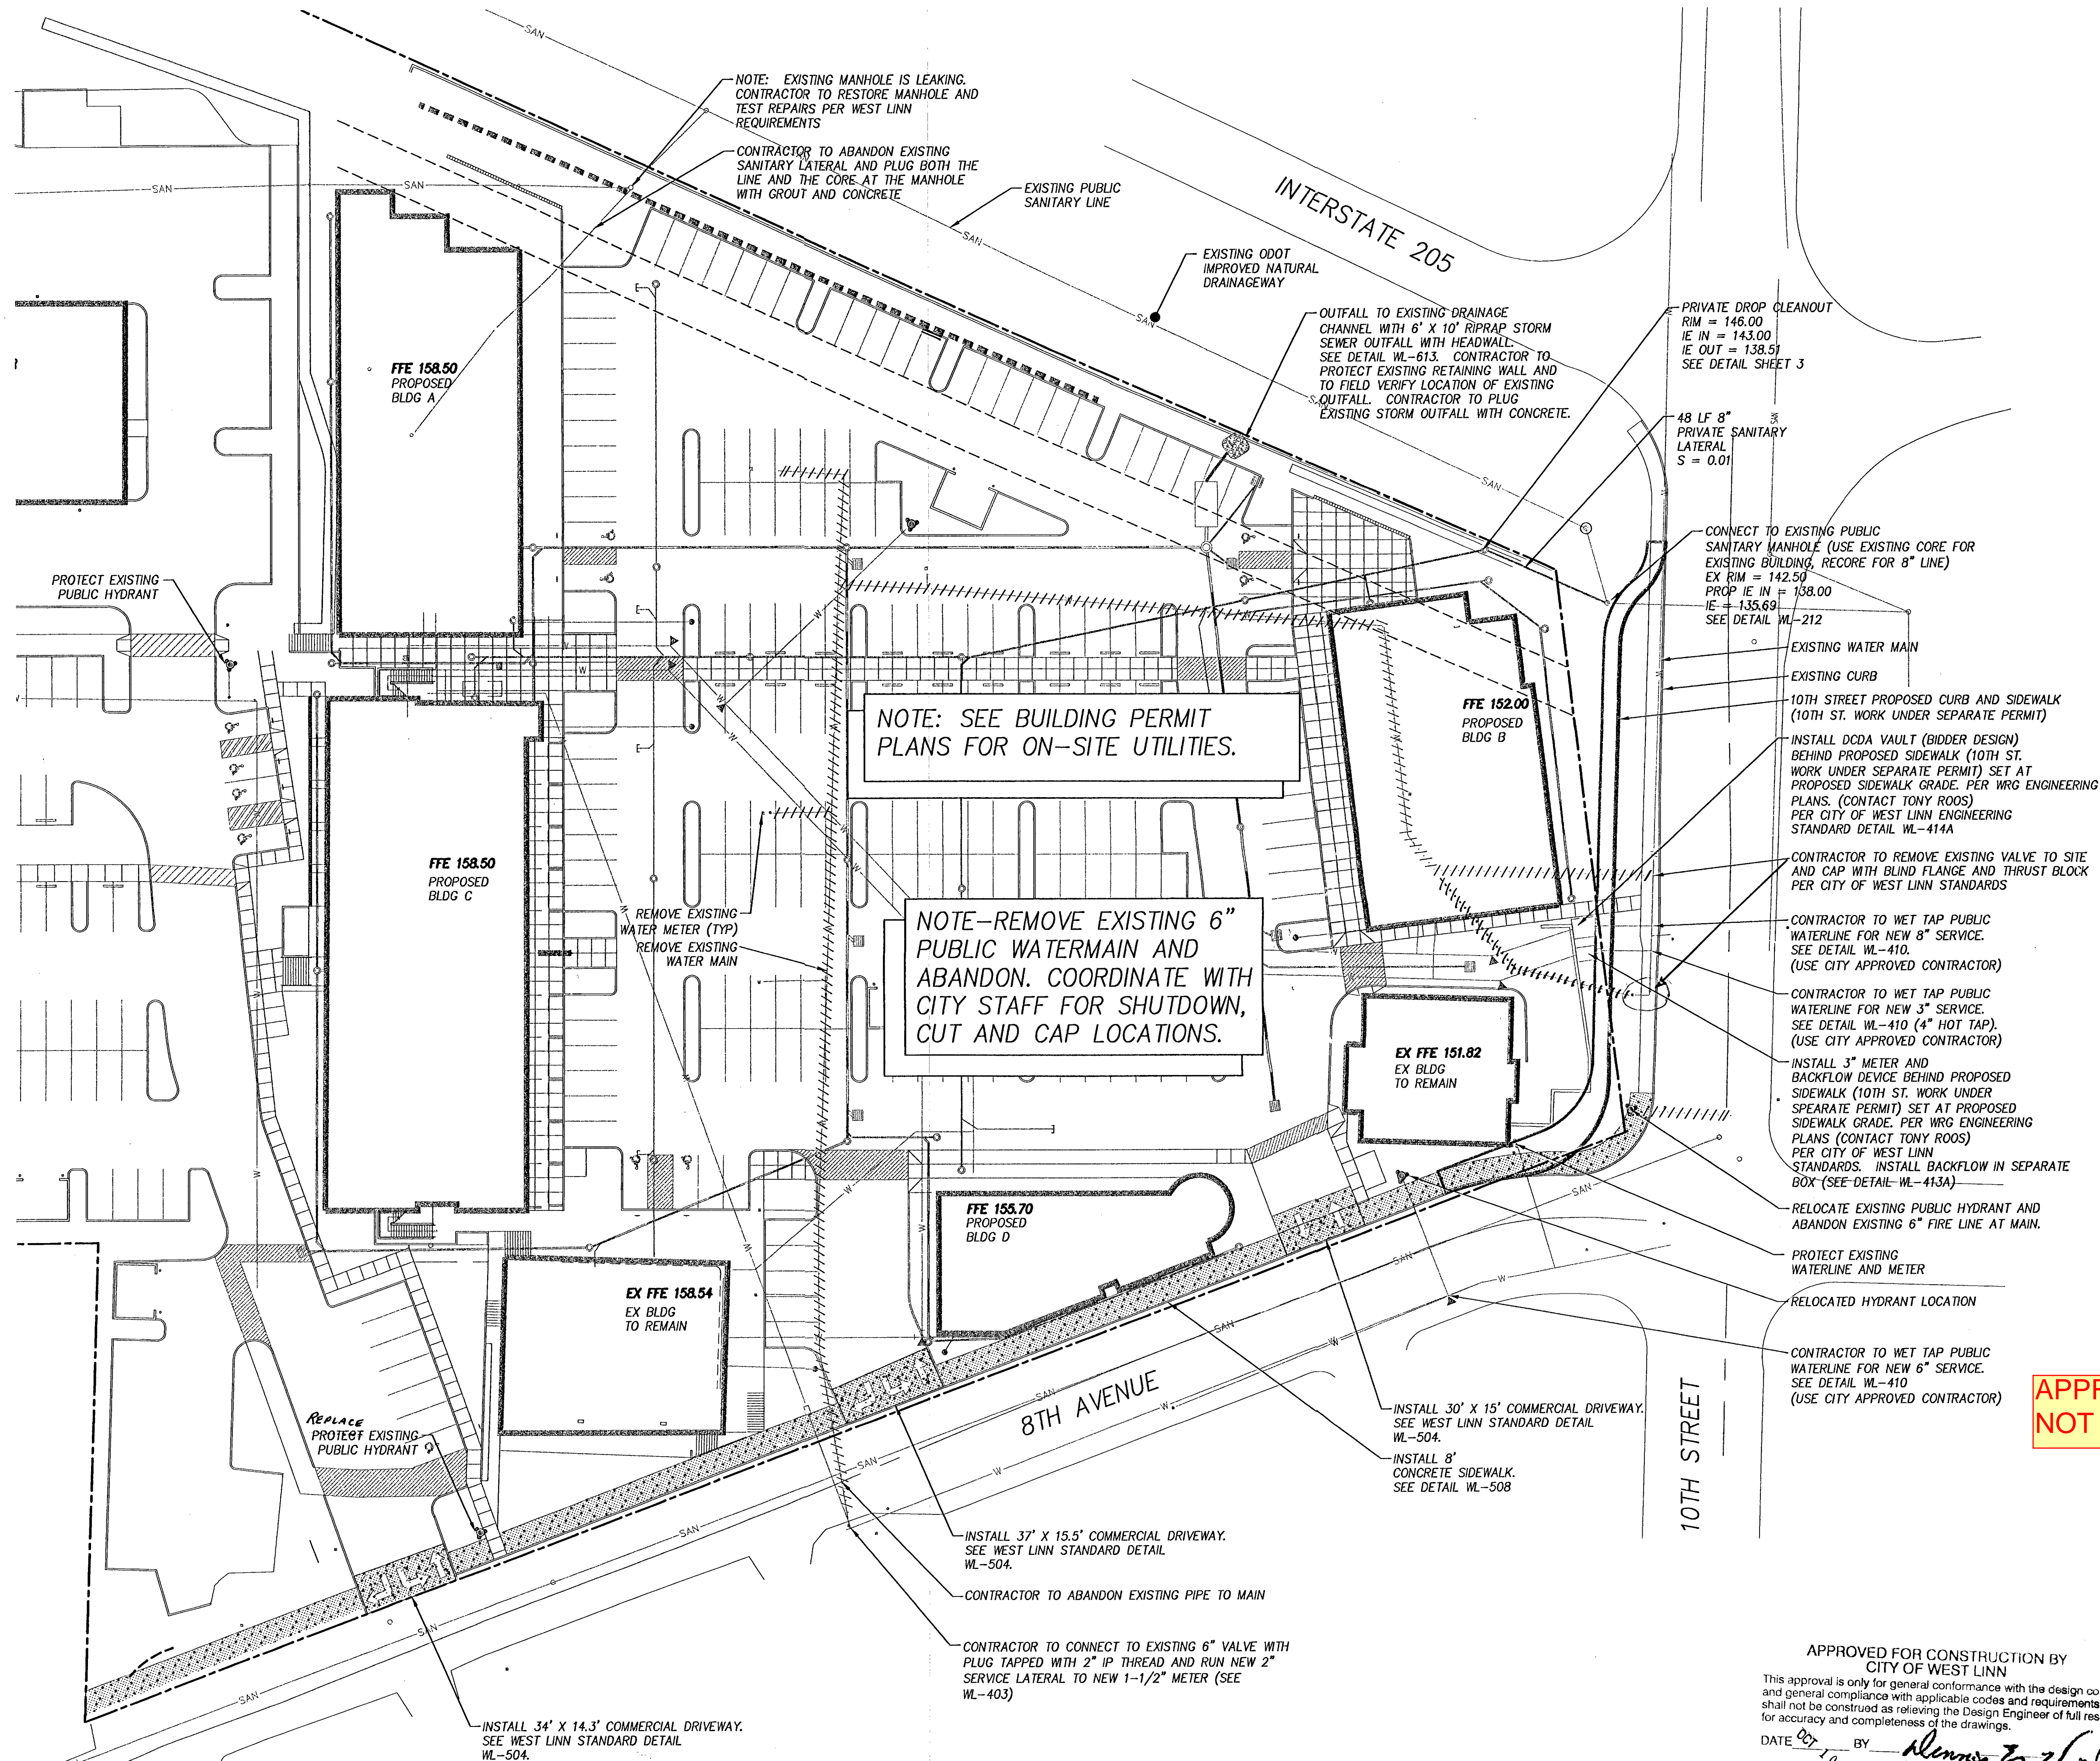 SAN
NOTE: EXISTING MANHOLE IS LEAKING.
CONTRACTOR TO RESTORE MANHOLE AND
TEST REPAIRS PER WEST LINN
REQUIREMENTS
CONTRACTOR TO ABANDON EXISTING
SANITARY LATERAL AND PLUG BOTH THE
LINE AND THE CORE AT THE MANHOLE
WITH GROUT AND CONCRETE
SAN
SAN
SAN
EXISTING PUBLIC
SANITARY LINE
SAN
INTERSTATE 205
EXISTING ODOT
IMPROVED NATURAL
DRAINAGEWAY
SAN
OUTFALL TO EXISTING DRAINAGE
CHANNEL WITH 6' X 10' RIPRAP STORM
SEWER OUTFALL WITH HEADWALL.
SEE DETAIL WL-613. CONTRACTOR TO
PROTECT EXISTING RETAINING WALL AND
TO FIELD VERIFY LOCATION OF EXISTING
OUTFALL. CONTRACTOR TO PLUG
EXISTING STORM OUTFALL WITH CONCRETE.
SAN
PRIVATE DROP CLEANOUT
RIM = 146.00
IE IN = 143.00
IE OUT = 138.51
SEE DETAIL SHEET 3
48 LF 8"
PRIVATE SANITARY
LATERAL
S = 0.01
SAN
SAN
FFE 158.50
PROPOSED
BLDG A
CONNECT TO EXISTING PUBLIC
SANITARY MANHOLE (USE EXISTING CORE FOR
EXISTING BUILDING, RECORE FOR 8" LINE)
EX RIM = 142.50
PROP IE IN = 138.00
IE = 135.69
SEE DETAIL WL-212
PROTECT EXISTING
PUBLIC HYDRANT
W
W
W
W
EXISTING WATER MAIN
EXISTING CURB
10TH STREET PROPOSED CURB AND SIDEWALK
(10TH ST. WORK UNDER SEPARATE PERMIT)
FFE 152.00
PROPOSED
BLDG B
NOTE: SEE BUILDING PERMIT
PLANS FOR ON-SITE UTILITIES.
INSTALL DCDA VAULT (BIDDER DESIGN)
BEHIND PROPOSED SIDEWALK (10TH ST.
WORK UNDER SEPARATE PERMIT) SET AT
PROPOSED SIDEWALK GRADE. PER WRG ENGINEERING
PLANS. (CONTACT TONY ROOS)
PER CITY OF WEST LINN ENGINEERING
STANDARD DETAIL WL-414A
FFE 158.50
PROPOSED
BLDG C
CONTRACTOR TO REMOVE EXISTING VALVE TO SITE
AND CAP WITH BLIND FLANGE AND THRUST BLOCK
PER CITY OF WEST LINN STANDARDS
REMOVE EXISTING
WATER METER (TYP)
REMOVE EXISTING
WATER MAIN
NOTE-REMOVE EXISTING 6"
PUBLIC WATERMAIN AND
ABANDON. COORDINATE WITH
CITY STAFF FOR SHUTDOWN,
CUT AND CAP LOCATIONS.
CONTRACTOR TO WET TAP PUBLIC
WATERLINE FOR NEW 8" SERVICE.
SEE DETAIL WL-410.
(USE CITY APPROVED CONTRACTOR)
CONTRACTOR TO WET TAP PUBLIC
WATERLINE FOR NEW 3" SERVICE.
SEE DETAIL WL-410 (4" HOT TAP).
(USE CITY APPROVED CONTRACTOR)
EX FFE 151.82
EX BLDG
TO REMAIN
INSTALL 3" METER AND
BACKFLOW DEVICE BEHIND PROPOSED
SIDEWALK (10TH ST. WORK UNDER
SPEARATE PERMIT) SET AT PROPOSED
SIDEWALK GRADE. PER WRG ENGINEERING
PLANS (CONTACT TONY ROOS)
PER CITY OF WEST LINN
STANDARDS. INSTALL BACKFLOW IN SEPARATE
BOX (SEE DETAIL WL-413A)
FFE 155.70
PROPOSED
BLDG D
SAN
RELOCATE EXISTING PUBLIC HYDRANT AND
ABANDON EXISTING 6" FIRE LINE AT MAIN.
PROTECT EXISTING
WATERLINE AND METER
RELOCATED HYDRANT LOCATION
EX FFE 158.54
EX BLDG
TO REMAIN
SAN
W
SAN
W
CONTRACTOR TO WET TAP PUBLIC
WATERLINE FOR NEW 6" SERVICE.
SEE DETAIL WL-410
(USE CITY APPROVED CONTRACTOR)
APPR
NOT
8TH AVENUE
SAN
W
10TH STREET
REPLACE
PROTECT EXISTING
PUBLIC HYDRANT
INSTALL 30' X 15' COMMERCIAL DRIVEWAY.
SEE WEST LINN STANDARD DETAIL
WL-504.
INSTALL 8'
CONCRETE SIDEWALK.
SEE DETAIL WL-508
SAN
W
SAN
INSTALL 37' X 15.5' COMMERCIAL DRIVEWAY.
SEE WEST LINN STANDARD DETAIL
WL-504.
CONTRACTOR TO ABANDON EXISTING PIPE TO MAIN
CONTRACTOR TO CONNECT TO EXISTING 6" VALVE WITH
PLUG TAPPED WITH 2" IP THREAD AND RUN NEW 2"
SERVICE LATERAL TO NEW 1-1/2" METER (SEE
WL-403)
SAN
SAN
INSTALL 34' X 14.3' COMMERCIAL DRIVEWAY.
SEE WEST LINN STANDARD DETAIL
WL-504.
APPROVED FOR CONSTRUCTION BY
CITY OF WEST LINN
This approval is only for general conformance with the design co
and general compliance with applicable codes and requirements
shall not be construed as relieving the Design Engineer of full res
for accuracy and completeness of the drawings.
DATE OCT BY Dennis